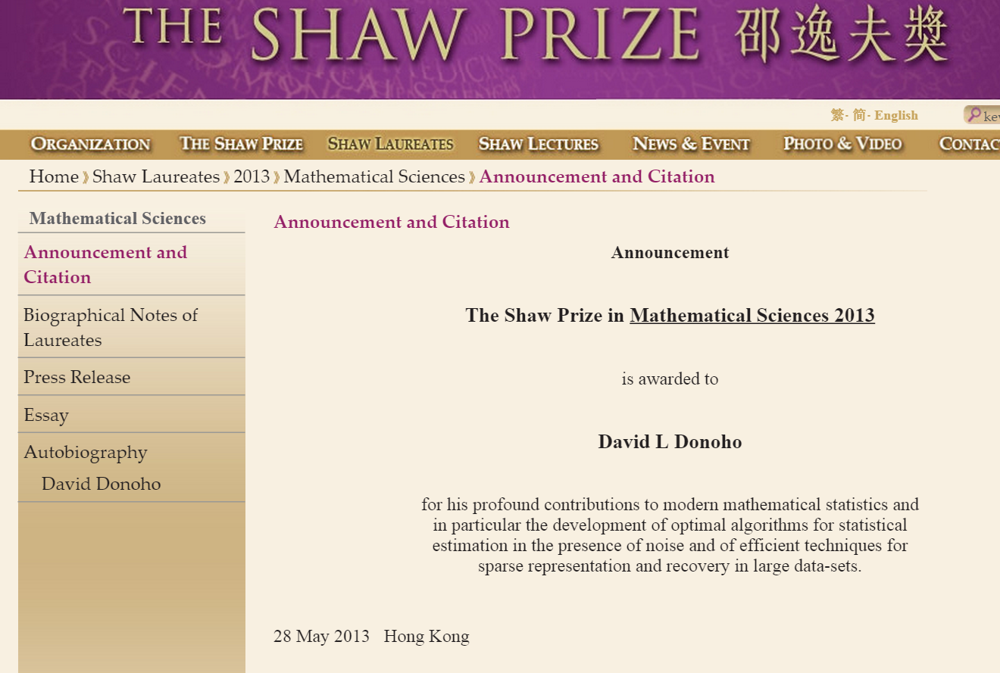 THE SHAW PRIZE 邵逸夫獎
繁· 简· English
ORGANIZATION THE SHAW PRIZE SHAW LAUREATES SHAW LECTURES NEWS & EVENT PHOTO & VIDEO
Home》Shaw Laureates》2013》Mathematical Sciences》Announcement and Citation
Mathematical Sciences
Announcement and
Citation
Biographical Notes of
Laureates
Press Release
Essay
Autobiography
David Donoho
Announcement and Citation
Announcement
The Shaw Prize in Mathematical Sciences 2013
is awarded to
David L Donoho
for his profound contributions to modern mathematical statistics and
in particular the development of optimal algorithms for statistical
estimation in the presence of noise and of efficient techniques for
sparse representation and recovery in large data-sets.
28 May 2013 Hong Kong